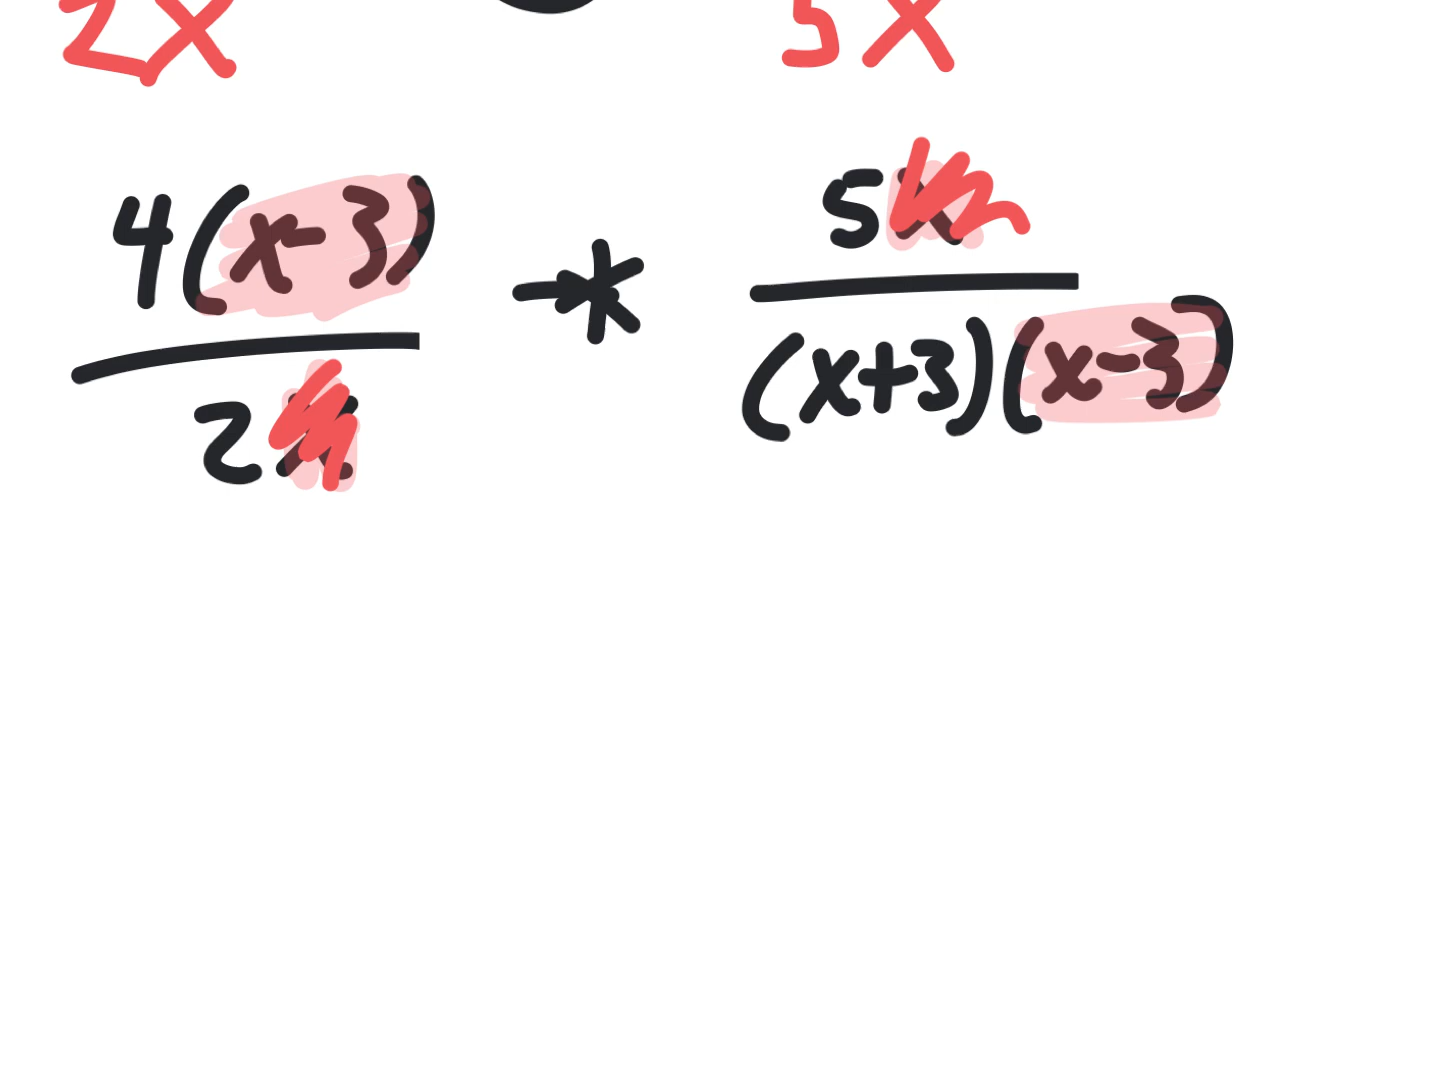 2x 5x
4(x-3) * 5x
2x (x+3)(x-3)